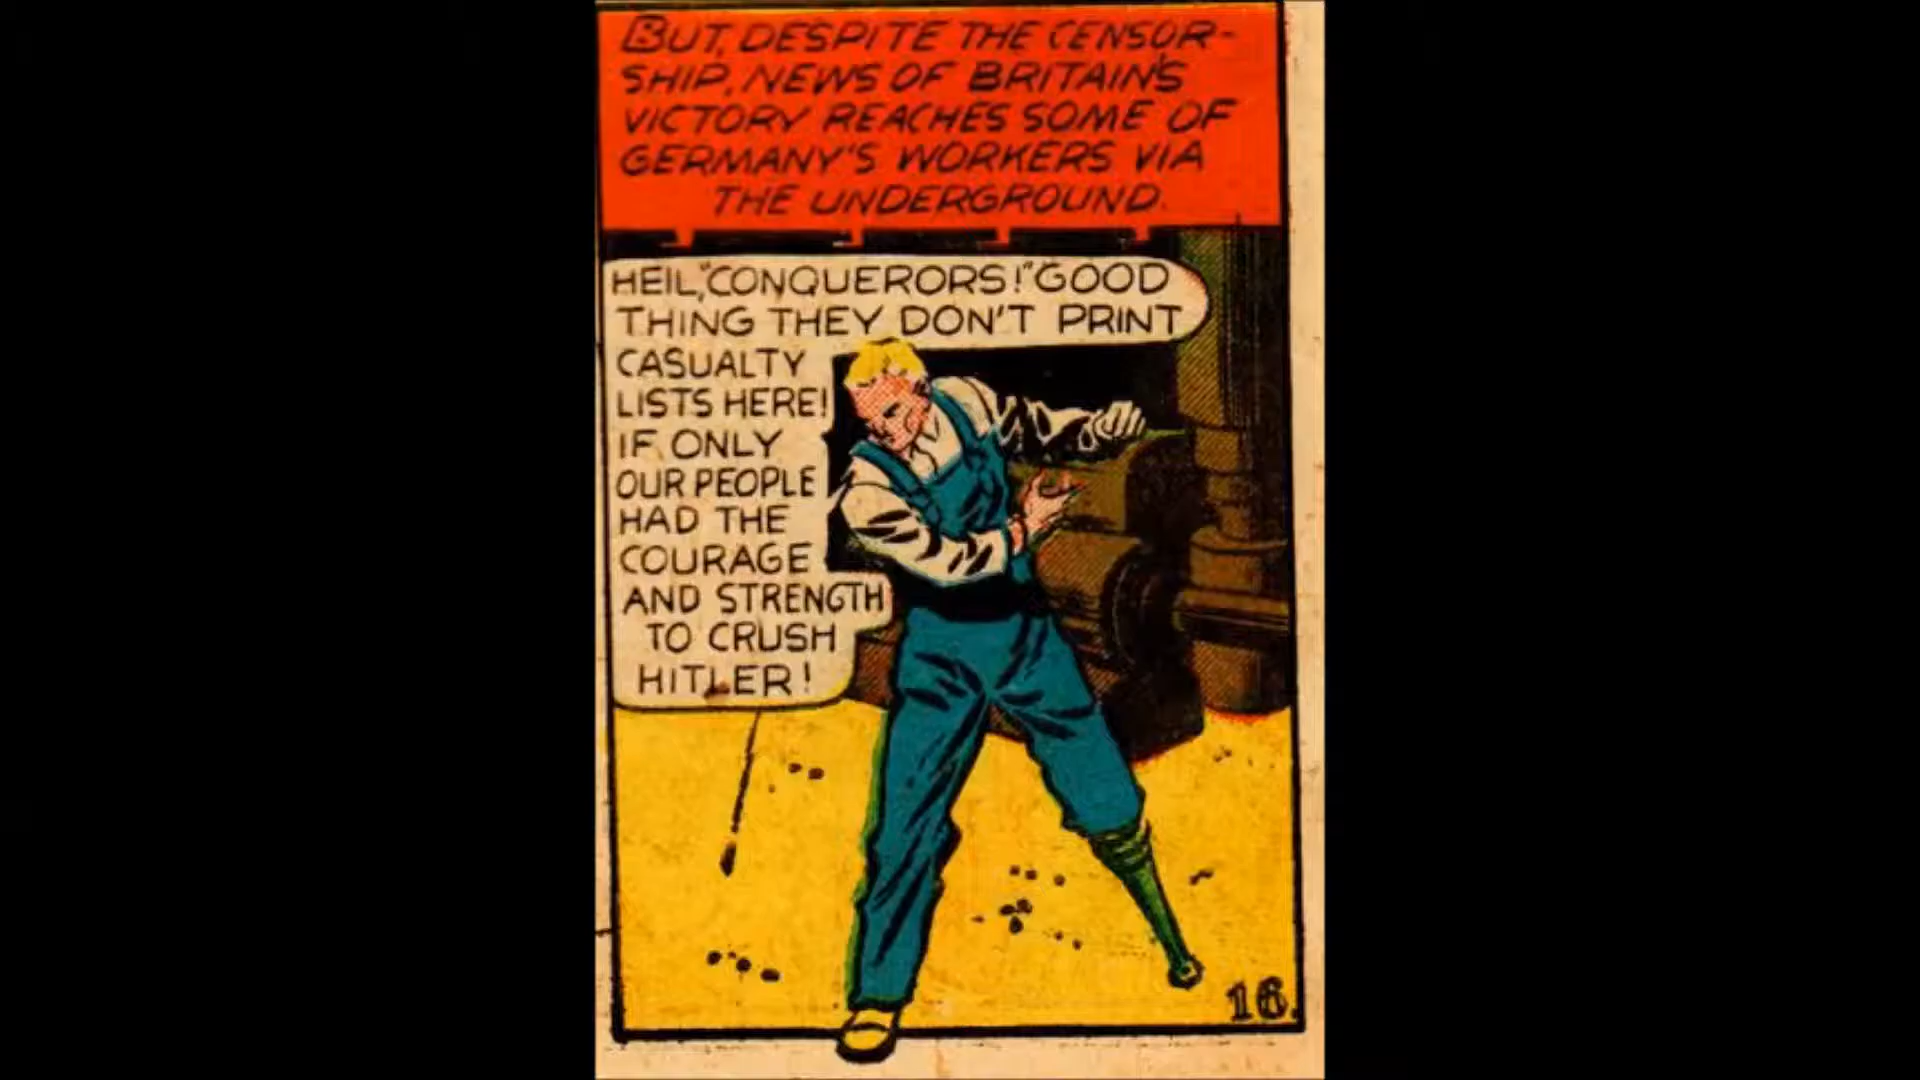 BUT, DESPITE THE CENSOR-
SHIP, NEWS OF BRITAIN'S
VICTORY REACHES SOME OF
GERMANY'S WORKERS VIA
THE UNDERGROUND.
HEIL, "CONQUERORS!" GOOD
THING THEY DON'T PRINT
CASUALTY
LISTS HERE!
IF ONLY
OUR PEOPLE
HAD THE
COURAGE
AND STRENGTH
TO CRUSH
HITLER!
16.